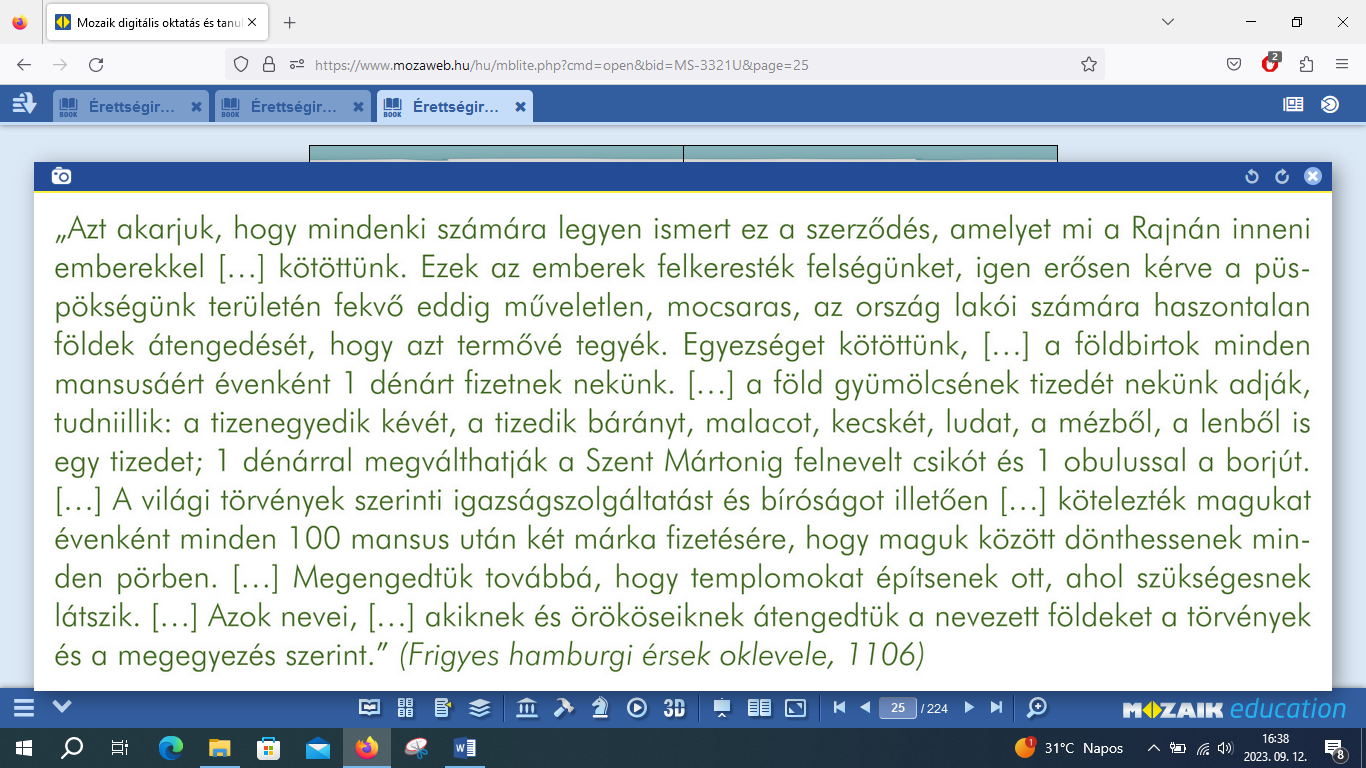 Mozaik digitális oktatás és tanul
https://www.mozaweb.hu/hu/mblite.php?cmd=open&bid=MS-3321U&page=25
2
BOOK Érettségir...
BOOK Érettségir...
BOOK Érettségir...
„Azt akarjuk, hogy mindenki számára legyen ismert ez a szerződés, amelyet mi a Rajnán inneni
emberekkel [...] kötöttünk. Ezek az emberek felkeresték felségünket, igen erősen kérve a püs-
pökségünk területén fekvő eddig műveletlen, mocsaras, az ország lakói számára haszontalan
földek átengedését, hogy azt termővé tegyék. Egyezséget kötöttünk, [...] a földbirtok minden
mansusáért évenként 1 dénárt fizetnek nekünk. [...] a föld gyümölcsének tizedét nekünk adják,
tudniillik: a tizenegyedik kévét, a tizedik bárányt, malacot, kecskét, ludat, a mézből, a lenből is
egy tizedet; 1 dénárral megválthatják a Szent Mártonig felnevelt csikót és 1 obulussal a borjút.
[...] A világi törvények szerinti igazságszolgáltatást és bíróságot illetően [...] kötelezték magukat
évenként minden 100 mansus után két márka fizetésére, hogy maguk között dönthessenek min-
den pörben. [...] Megengedtük továbbá, hogy templomokat építsenek ott, ahol szükségesnek
látszik. [...] Azok nevei, [...] akiknek és örököseiknek átengedtük a nevezett földeket a törvények
és a megegyezés szerint.” (Frigyes hamburgi érsek oklevele, 1106)
3D 25 / 224 MOZAIK education
31°C Napos
16:38
2023. 09. 12.
8